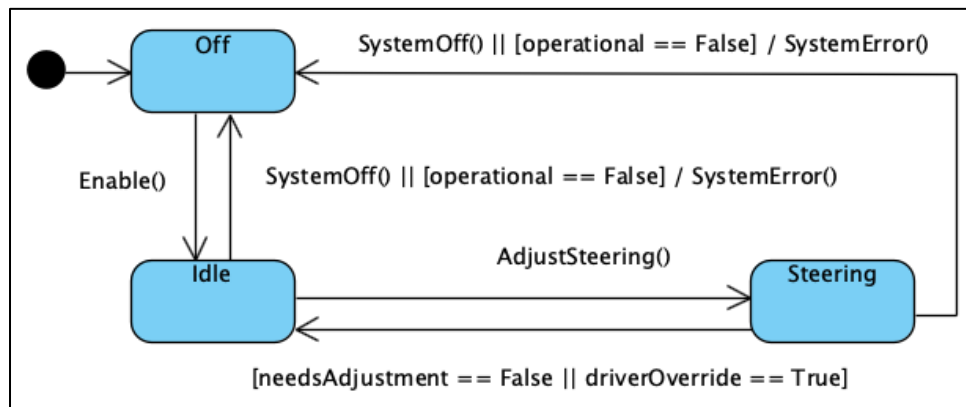 Off
SystemOff() || [operational == False] / SystemError()
Enable()
SystemOff() || [operational == False] / SystemError()
Idle
AdjustSteering()
Steering
[needsAdjustment == False || driverOverride == True]